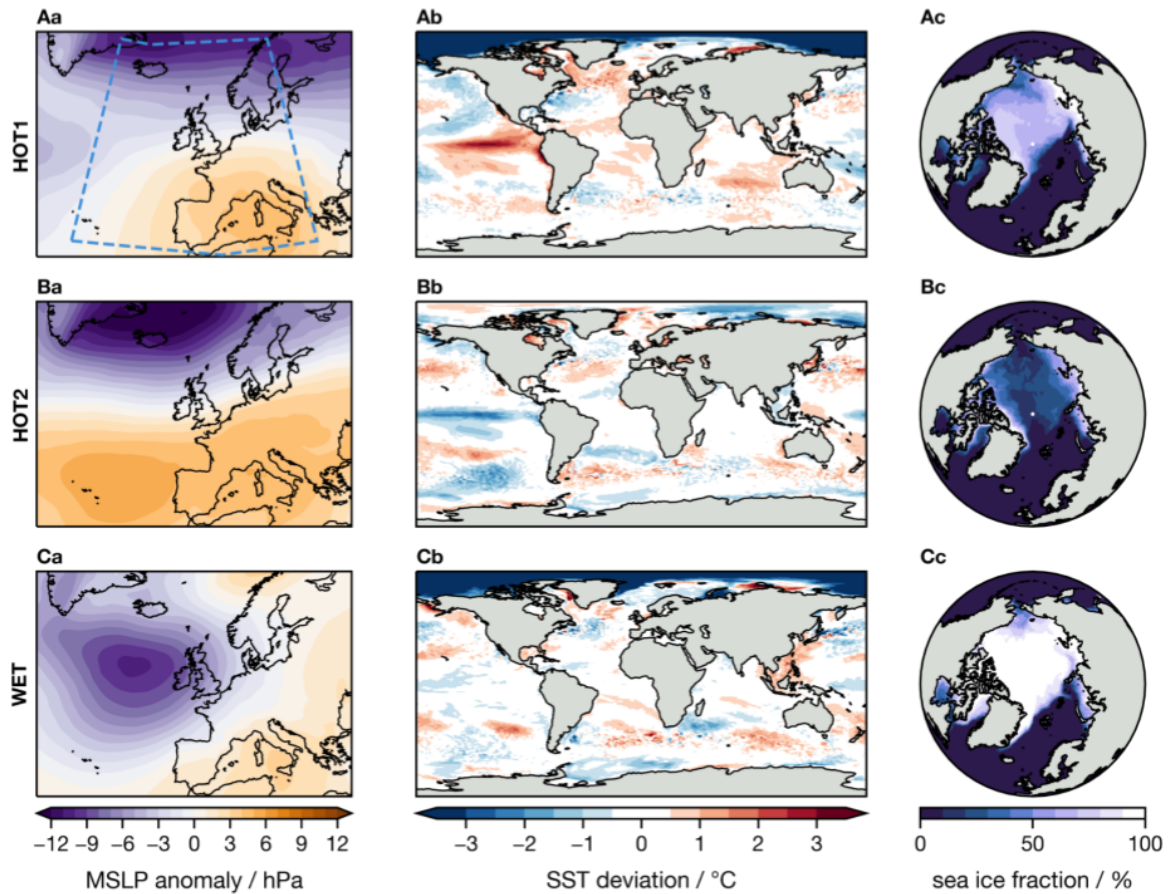 Aa Ab Ac
HOT1
Ba Bb Bc
HOT2
Ca Cb Cc
WET
−12 −9 −6 −3 0 3 6 9 12
MSLP anomaly / hPa
−3 −2 −1 0 1 2 3
SST deviation / °C
0 50 100
sea ice fraction / %